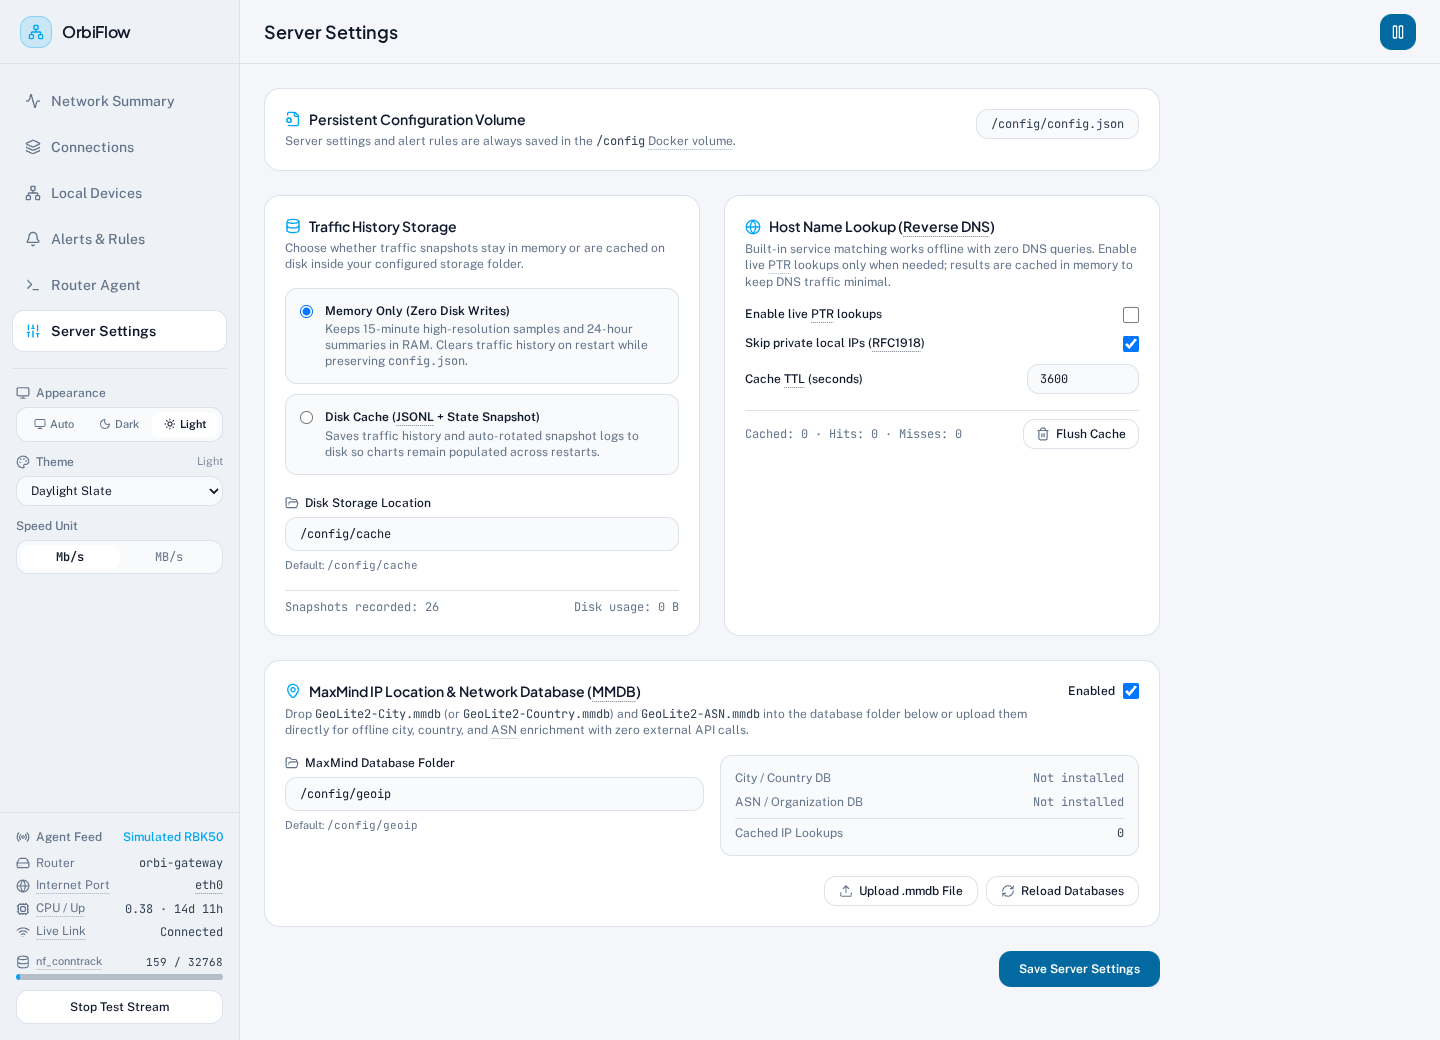 OrbiFlow
Server Settings
Network Summary
Connections
Local Devices
Alerts & Rules
Router Agent
Server Settings
Appearance
Auto
Dark
Light
Theme
Light
Daylight Slate
Speed Unit
Mb/s
MB/s
Agent Feed
Simulated RBK50
Router
orbi-gateway
Internet Port
eth0
CPU / Up
0.38 · 14d 11h
Live Link
Connected
nf_conntrack
159 / 32768
Stop Test Stream
Persistent Configuration Volume
Server settings and alert rules are always saved in the /config Docker volume.
/config/config.json
Traffic History Storage
Choose whether traffic snapshots stay in memory or are cached on
disk inside your configured storage folder.
Memory Only (Zero Disk Writes)
Keeps 15-minute high-resolution samples and 24-hour
summaries in RAM. Clears traffic history on restart while
preserving config.json.
Disk Cache (JSONL + State Snapshot)
Saves traffic history and auto-rotated snapshot logs to
disk so charts remain populated across restarts.
Disk Storage Location
/config/cache
Default: /config/cache
Snapshots recorded: 26
Disk usage: 0 B
Host Name Lookup (Reverse DNS)
Built-in service matching works offline with zero DNS queries. Enable
live PTR lookups only when needed; results are cached in memory to
keep DNS traffic minimal.
Enable live PTR lookups
Skip private local IPs (RFC1918)
Cache TTL (seconds)
3600
Cached: 0 · Hits: 0 · Misses: 0
Flush Cache
MaxMind IP Location & Network Database (MMDB)
Enabled
Drop GeoLite2-City.mmdb (or GeoLite2-Country.mmdb) and GeoLite2-ASN.mmdb into the database folder below or upload them
directly for offline city, country, and ASN enrichment with zero external API calls.
MaxMind Database Folder
/config/geoip
Default: /config/geoip
City / Country DB
Not installed
ASN / Organization DB
Not installed
Cached IP Lookups
0
Upload .mmdb File
Reload Databases
Save Server Settings